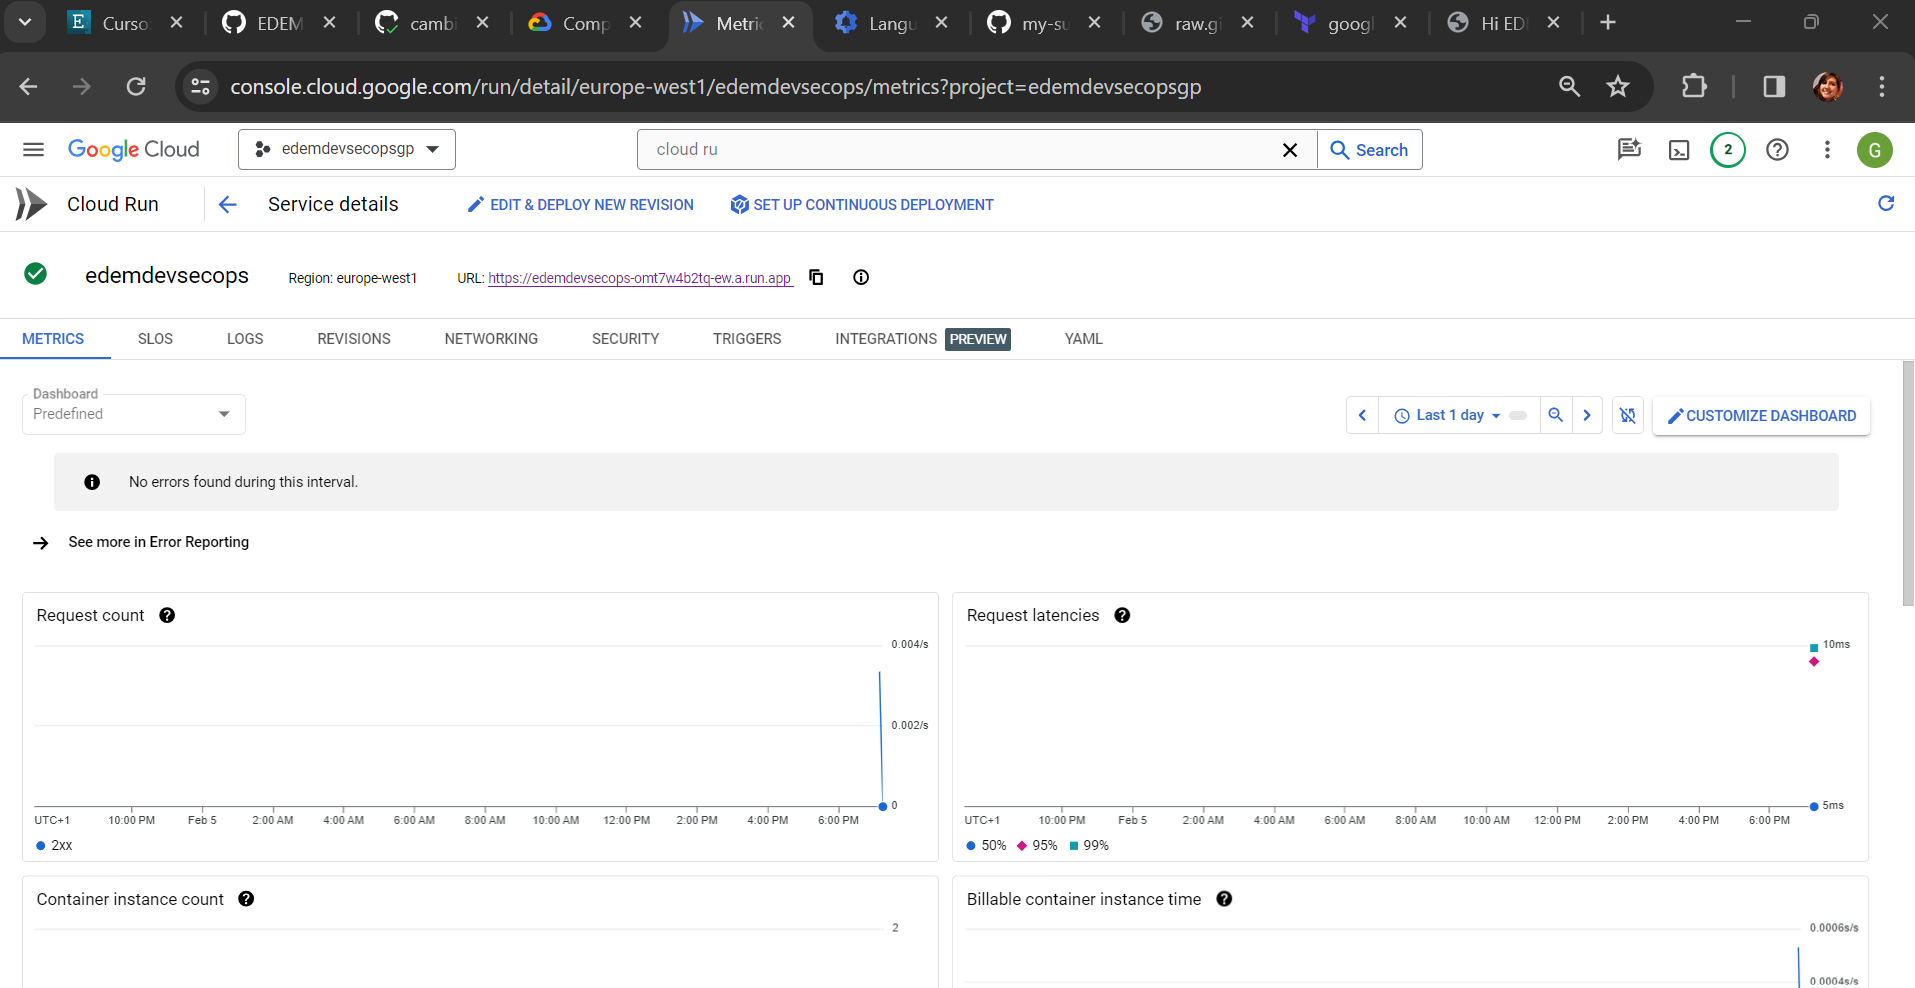 Curso
EDEM
cambi
Comp
Metric
Langu
my-su
raw.gi
googl
Hi ED
console.cloud.google.com/run/detail/europe-west1/edemdevsecops/metrics?project=edemdevsecopsgp
Google Cloud
edemdevsecopsgp
cloud ru
Search
2
G
Cloud Run
Service details
EDIT & DEPLOY NEW REVISION
SET UP CONTINUOUS DEPLOYMENT
edemdevsecops
Region: europe-west1
URL: https://edemdevsecops-omt7w4b2tq-ew.a.run.app
METRICS
SLOS
LOGS
REVISIONS
NETWORKING
SECURITY
TRIGGERS
INTEGRATIONS PREVIEW
YAML
Dashboard
Predefined
Last 1 day
CUSTOMIZE DASHBOARD
No errors found during this interval.
See more in Error Reporting
Request count
0.004/s
0.002/s
0
UTC+1 10:00 PM Feb 5 2:00 AM 4:00 AM 6:00 AM 8:00 AM 10:00 AM 12:00 PM 2:00 PM 4:00 PM 6:00 PM
2xx
Request latencies
10ms
5ms
UTC+1 10:00 PM Feb 5 2:00 AM 4:00 AM 6:00 AM 8:00 AM 10:00 AM 12:00 PM 2:00 PM 4:00 PM 6:00 PM
50% 95% 99%
Container instance count
2
Billable container instance time
0.0006s/s
0.0004s/s